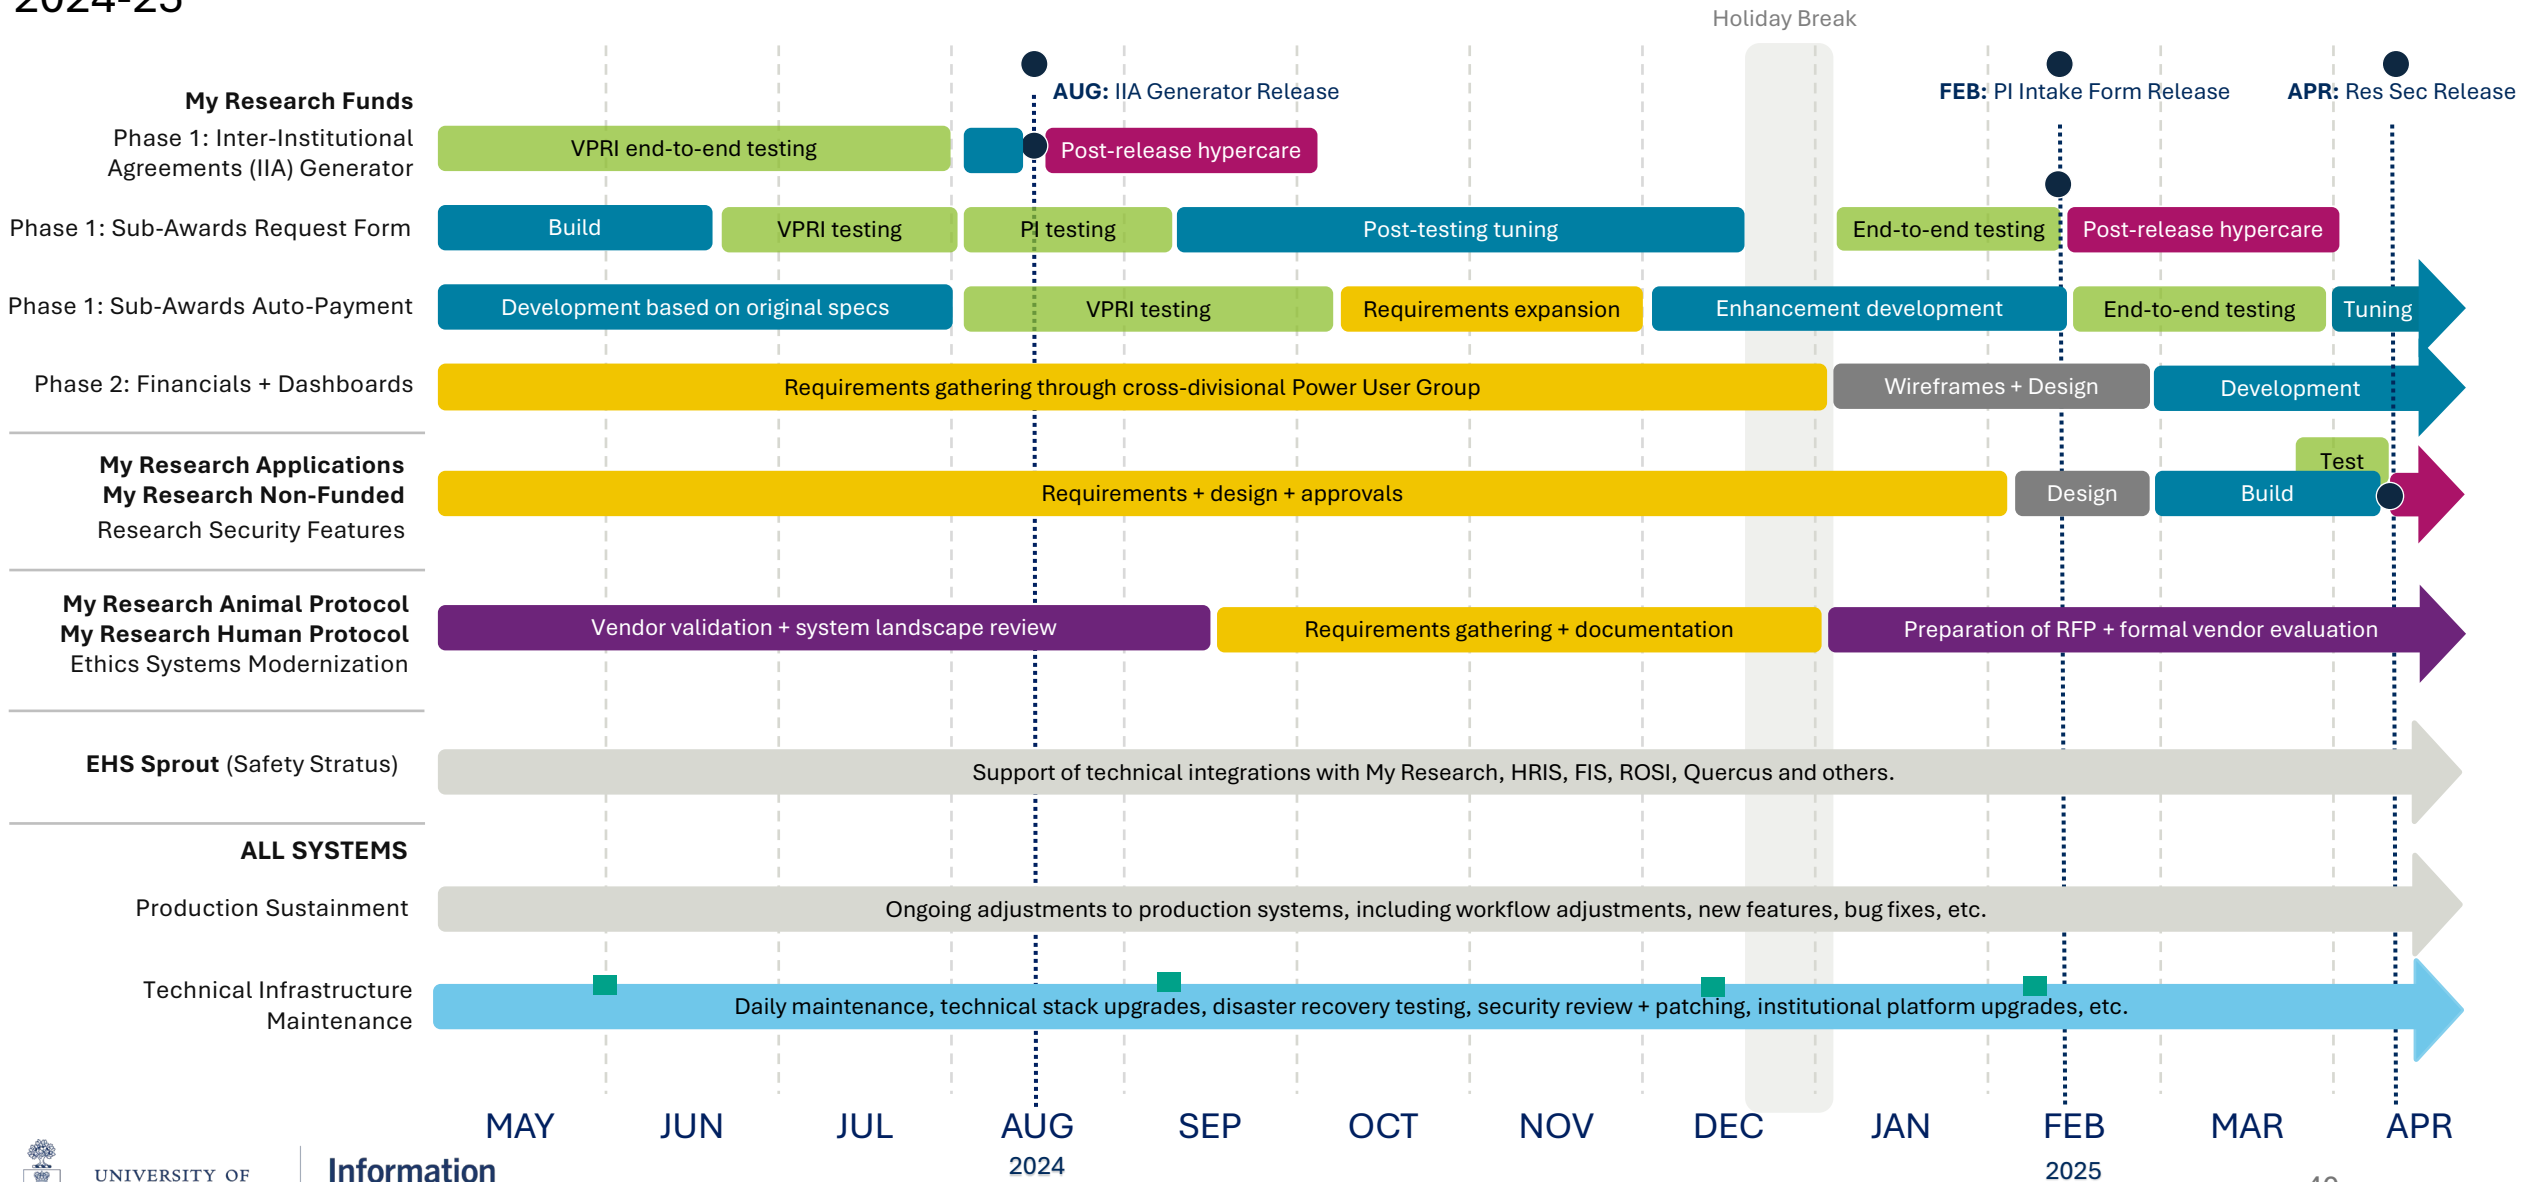 2024-25
Holiday Break
AUG: IIA Generator Release
FEB: PI Intake Form Release
APR: Res Sec Release
My Research Funds
Phase 1: Inter-Institutional
Agreements (IIA) Generator
VPRI end-to-end testing
Post-release hypercare
Phase 1: Sub-Awards Request Form
Build
VPRI testing
PI testing
Post-testing tuning
End-to-end testing
Post-release hypercare
Phase 1: Sub-Awards Auto-Payment
Development based on original specs
VPRI testing
Requirements expansion
Enhancement development
End-to-end testing
Tuning
Phase 2: Financials + Dashboards
Requirements gathering through cross-divisional Power User Group
Wireframes + Design
Development
My Research Applications
My Research Non-Funded
Research Security Features
Requirements + design + approvals
Design
Build
Test
My Research Animal Protocol
My Research Human Protocol
Ethics Systems Modernization
Vendor validation + system landscape review
Requirements gathering + documentation
Preparation of RFP + formal vendor evaluation
EHS Sprout (Safety Stratus)
Support of technical integrations with My Research, HRIS, FIS, ROSI, Quercus and others.
ALL SYSTEMS
Production Sustainment
Ongoing adjustments to production systems, including workflow adjustments, new features, bug fixes, etc.
Technical Infrastructure
Maintenance
Daily maintenance, technical stack upgrades, disaster recovery testing, security review + patching, institutional platform upgrades, etc.
MAY
JUN
JUL
AUG
SEP
OCT
NOV
DEC
JAN
FEB
MAR
APR
2024
2025
UNIVERSITY OF
Information